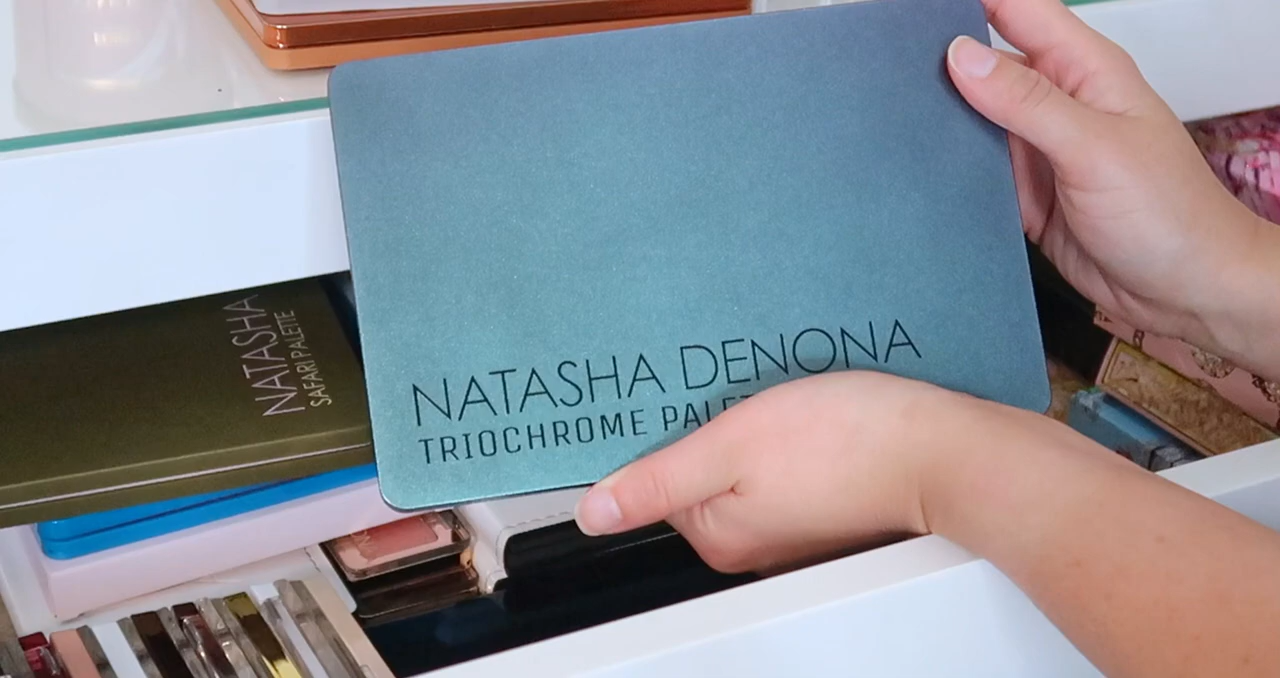 NATASHA DENONA
TRIOCHROME
NATASHA
SAFARI PALETTE